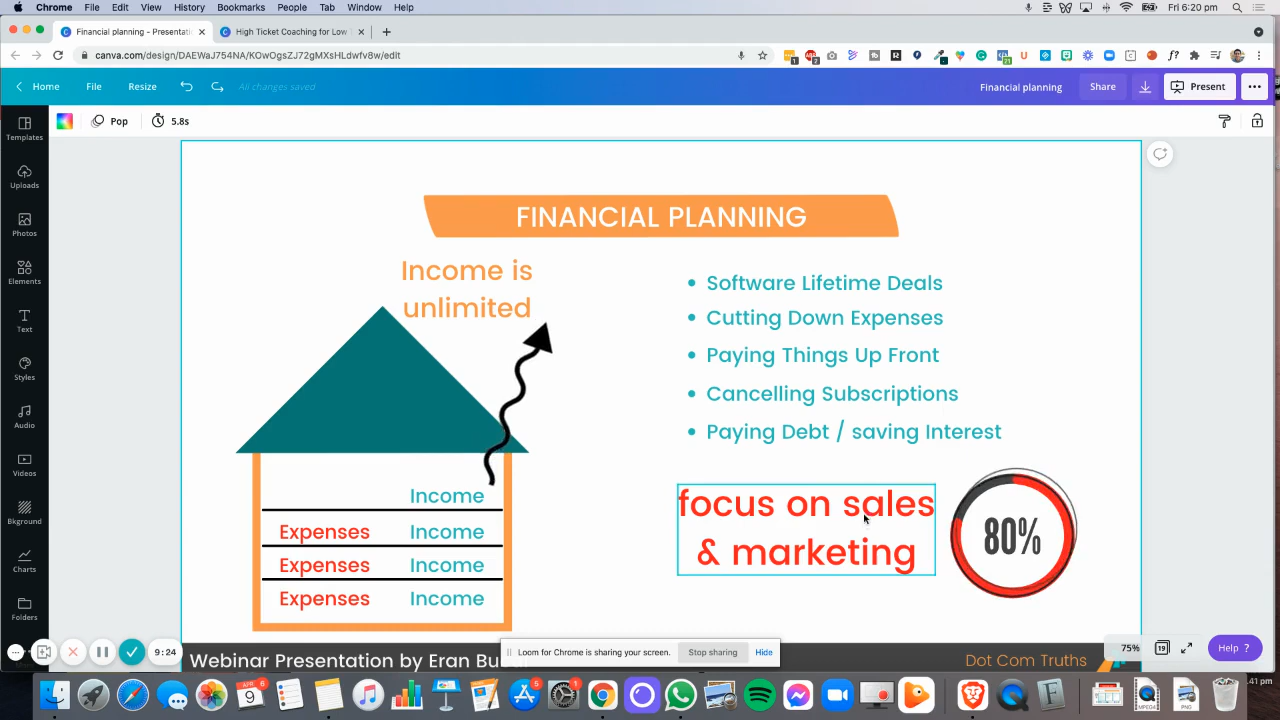 Chrome File Edit View History Bookmarks People Tab Window Help
Fri 6:20 pm
Financial planning - Presentati
High Ticket Coaching for Low
canva.com/design/DAEWaJ754NA/KOwOgsZJ72gMXsHLdwfv8w/edit
Home File Resize All changes saved
Financial planning Share Present
Pop 5.8s
Templates
Uploads
Photos
Elements
Text
Styles
Audio
Videos
Bkground
Charts
Folders
FINANCIAL PLANNING
Income is
unlimited
Income
Expenses Income
Expenses Income
Expenses Income
• Software Lifetime Deals
• Cutting Down Expenses
• Paying Things Up Front
• Cancelling Subscriptions
• Paying Debt / saving Interest
focus on sales
& marketing
80%
9:24
Webinar Presentation by Eran
Loom for Chrome is sharing your screen. Stop sharing Hide
Dot Com Truths
75% 19 Help ?